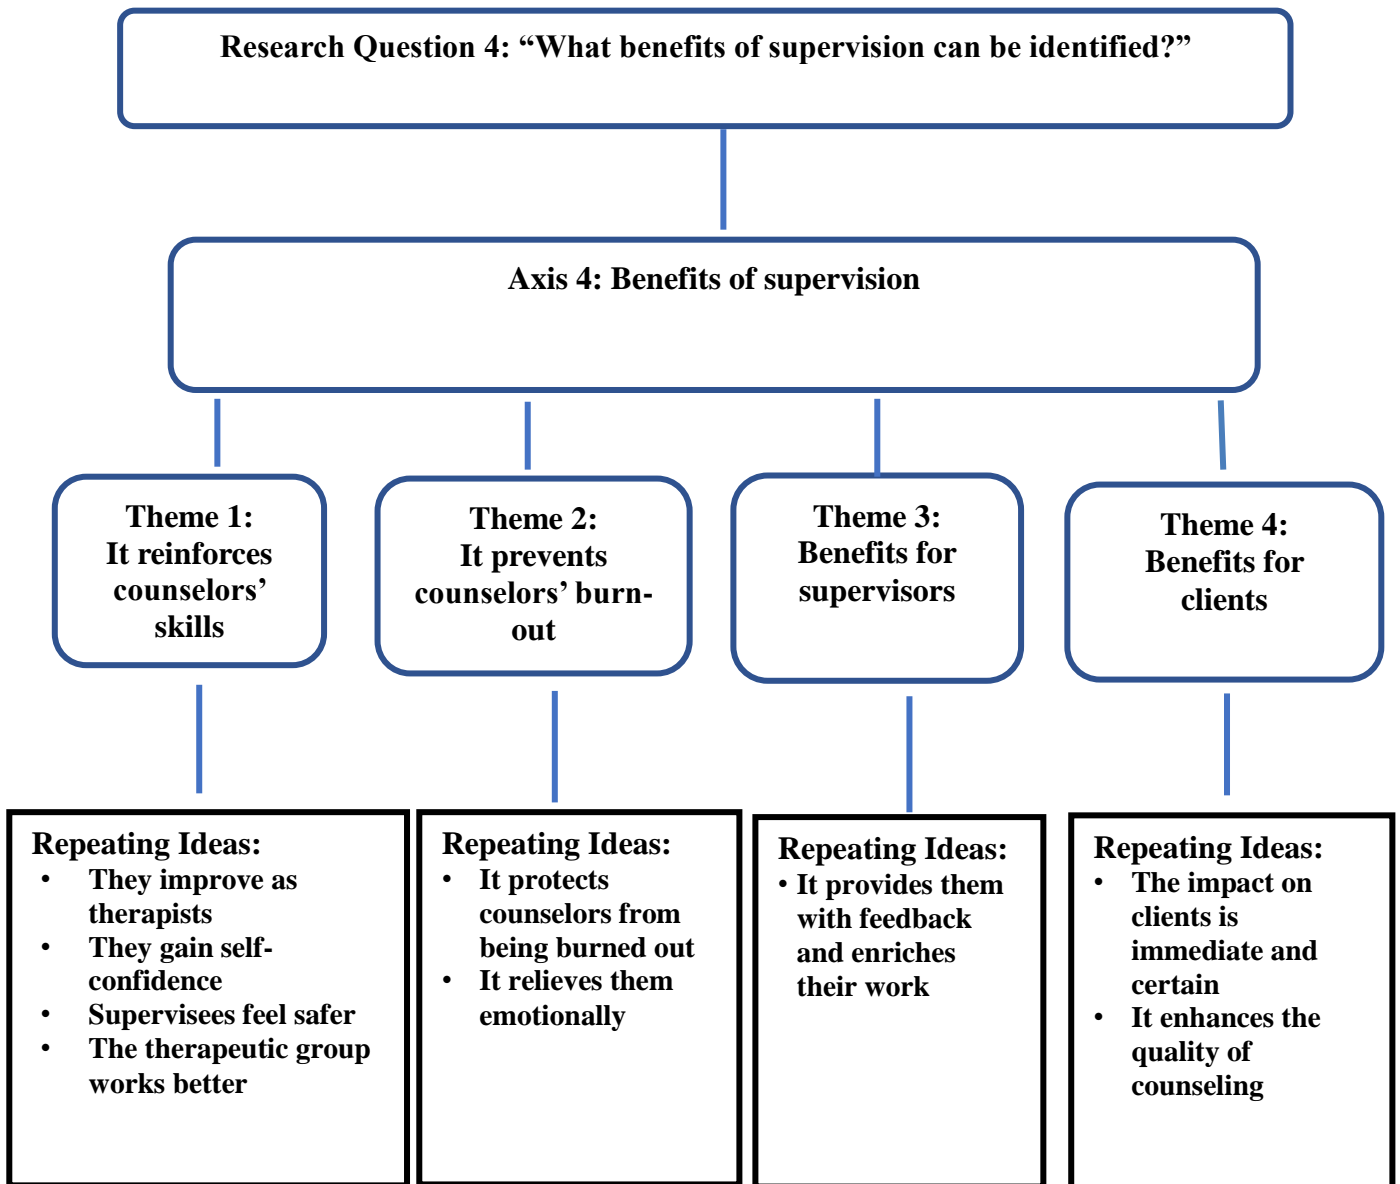 Research Question 4: “What benefits of supervision can be identified?”
Axis 4: Benefits of supervision
Theme 1:
It reinforces
counselors’
skills
Theme 2:
It prevents
counselors’ burn-
out
Theme 3:
Benefits for
supervisors
Theme 4:
Benefits for
clients
Repeating Ideas:
• They improve as
therapists
• They gain self-
confidence
• Supervisees feel safer
• The therapeutic group
works better
Repeating Ideas:
• It protects
counselors from
being burned out
• It relieves them
emotionally
Repeating Ideas:
• It provides them
with feedback
and enriches
their work
Repeating Ideas:
• The impact on
clients is
immediate and
certain
• It enhances the
quality of
counseling